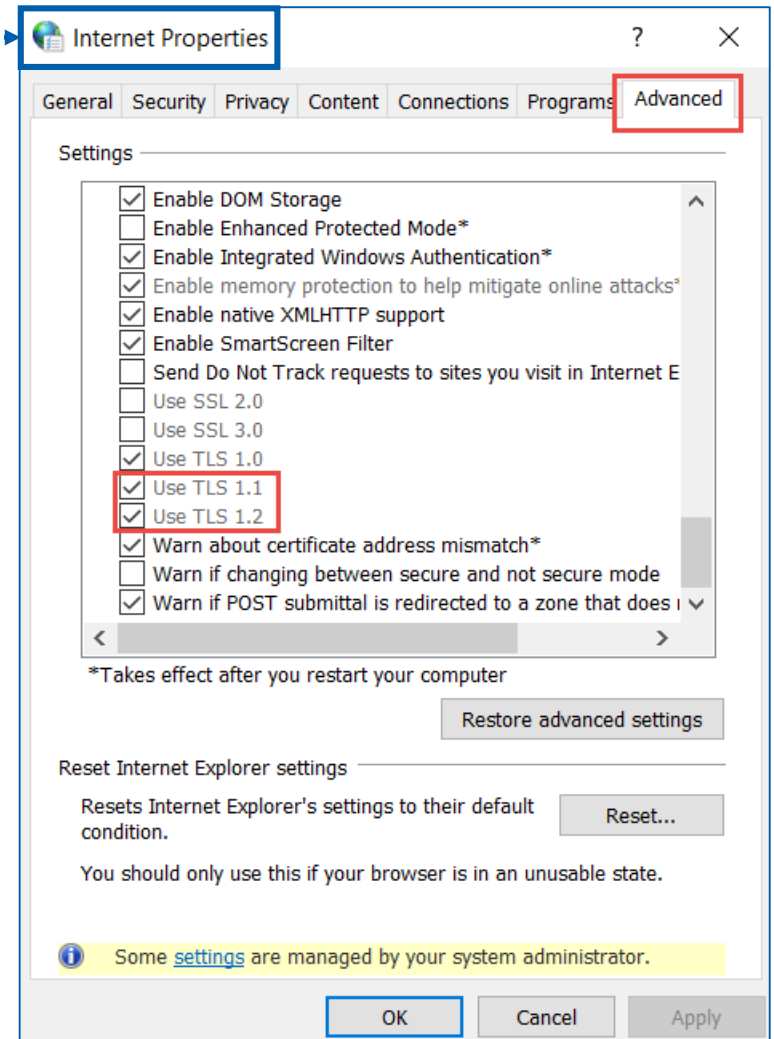 Internet Properties
?
General Security Privacy Content Connections Programs Advanced
Settings
Enable DOM Storage
Enable Enhanced Protected Mode*
Enable Integrated Windows Authentication*
Enable memory protection to help mitigate online attacks*
Enable native XMLHTTP support
Enable SmartScreen Filter
Send Do Not Track requests to sites you visit in Internet E
Use SSL 2.0
Use SSL 3.0
Use TLS 1.0
Use TLS 1.1
Use TLS 1.2
Warn about certificate address mismatch*
Warn if changing between secure and not secure mode
Warn if POST submittal is redirected to a zone that does
*Takes effect after you restart your computer
Restore advanced settings
Reset Internet Explorer settings
Resets Internet Explorer's settings to their default
condition.
Reset...
You should only use this if your browser is in an unusable state.
Some settings are managed by your system administrator.
OK Cancel Apply